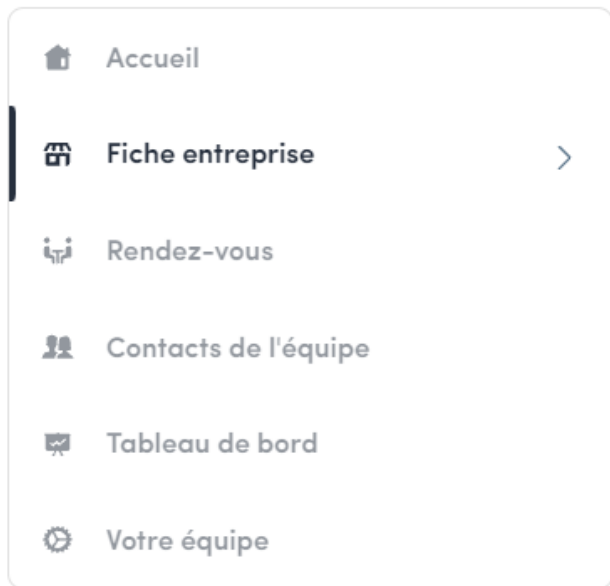 Accueil
Fiche entreprise
Rendez-vous
Contacts de l'équipe
Tableau de bord
Votre équipe